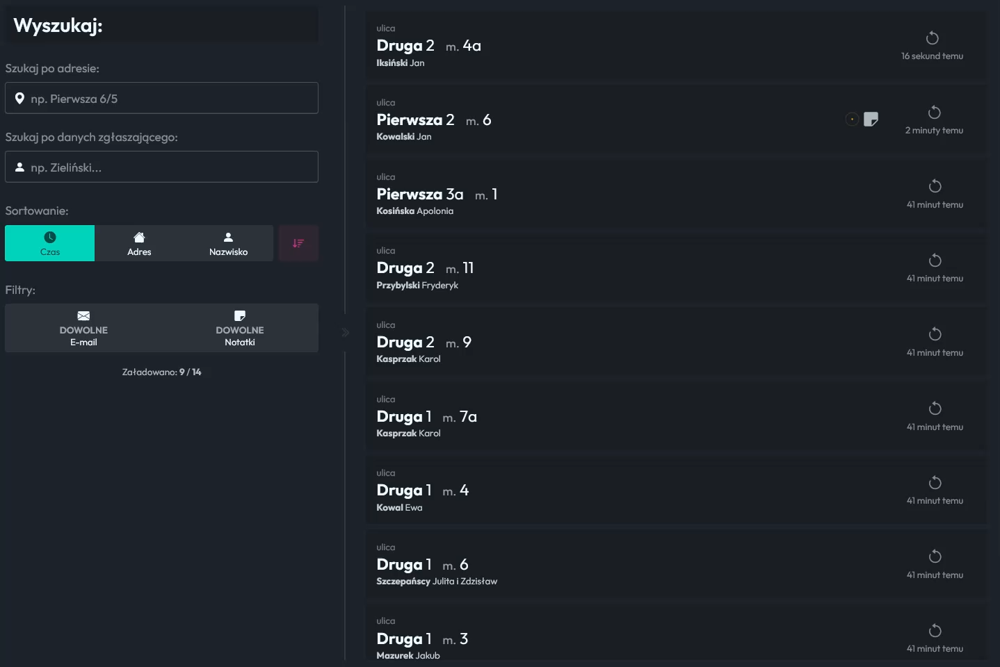 Wyszukaj:
Szukaj po adresie:
np. Pierwsza 6/5
Szukaj po danych zgłaszającego:
np. Zieliński...
Sortowanie:
Czas
Adres
Nazwisko
Filtry:
DOWOLNE
E-mail
DOWOLNE
Notatki
Załadowano: 9 / 14
ulica
Druga 2 m. 4a
Iksiński Jan
16 sekund temu
ulica
Pierwsza 2 m. 6
Kowalski Jan
2 minuty temu
ulica
Pierwsza 3a m. 1
Kosińska Apolonia
41 minut temu
ulica
Druga 2 m. 11
Przybylski Fryderyk
41 minut temu
ulica
Druga 2 m. 9
Kasprzak Karol
41 minut temu
ulica
Druga 1 m. 7a
Kasprzak Karol
41 minut temu
ulica
Druga 1 m. 4
Kowal Ewa
41 minut temu
ulica
Druga 1 m. 6
Szczepańscy Julita i Zdzisław
41 minut temu
ulica
Druga 1 m. 3
Mazurek Jakub
41 minut temu